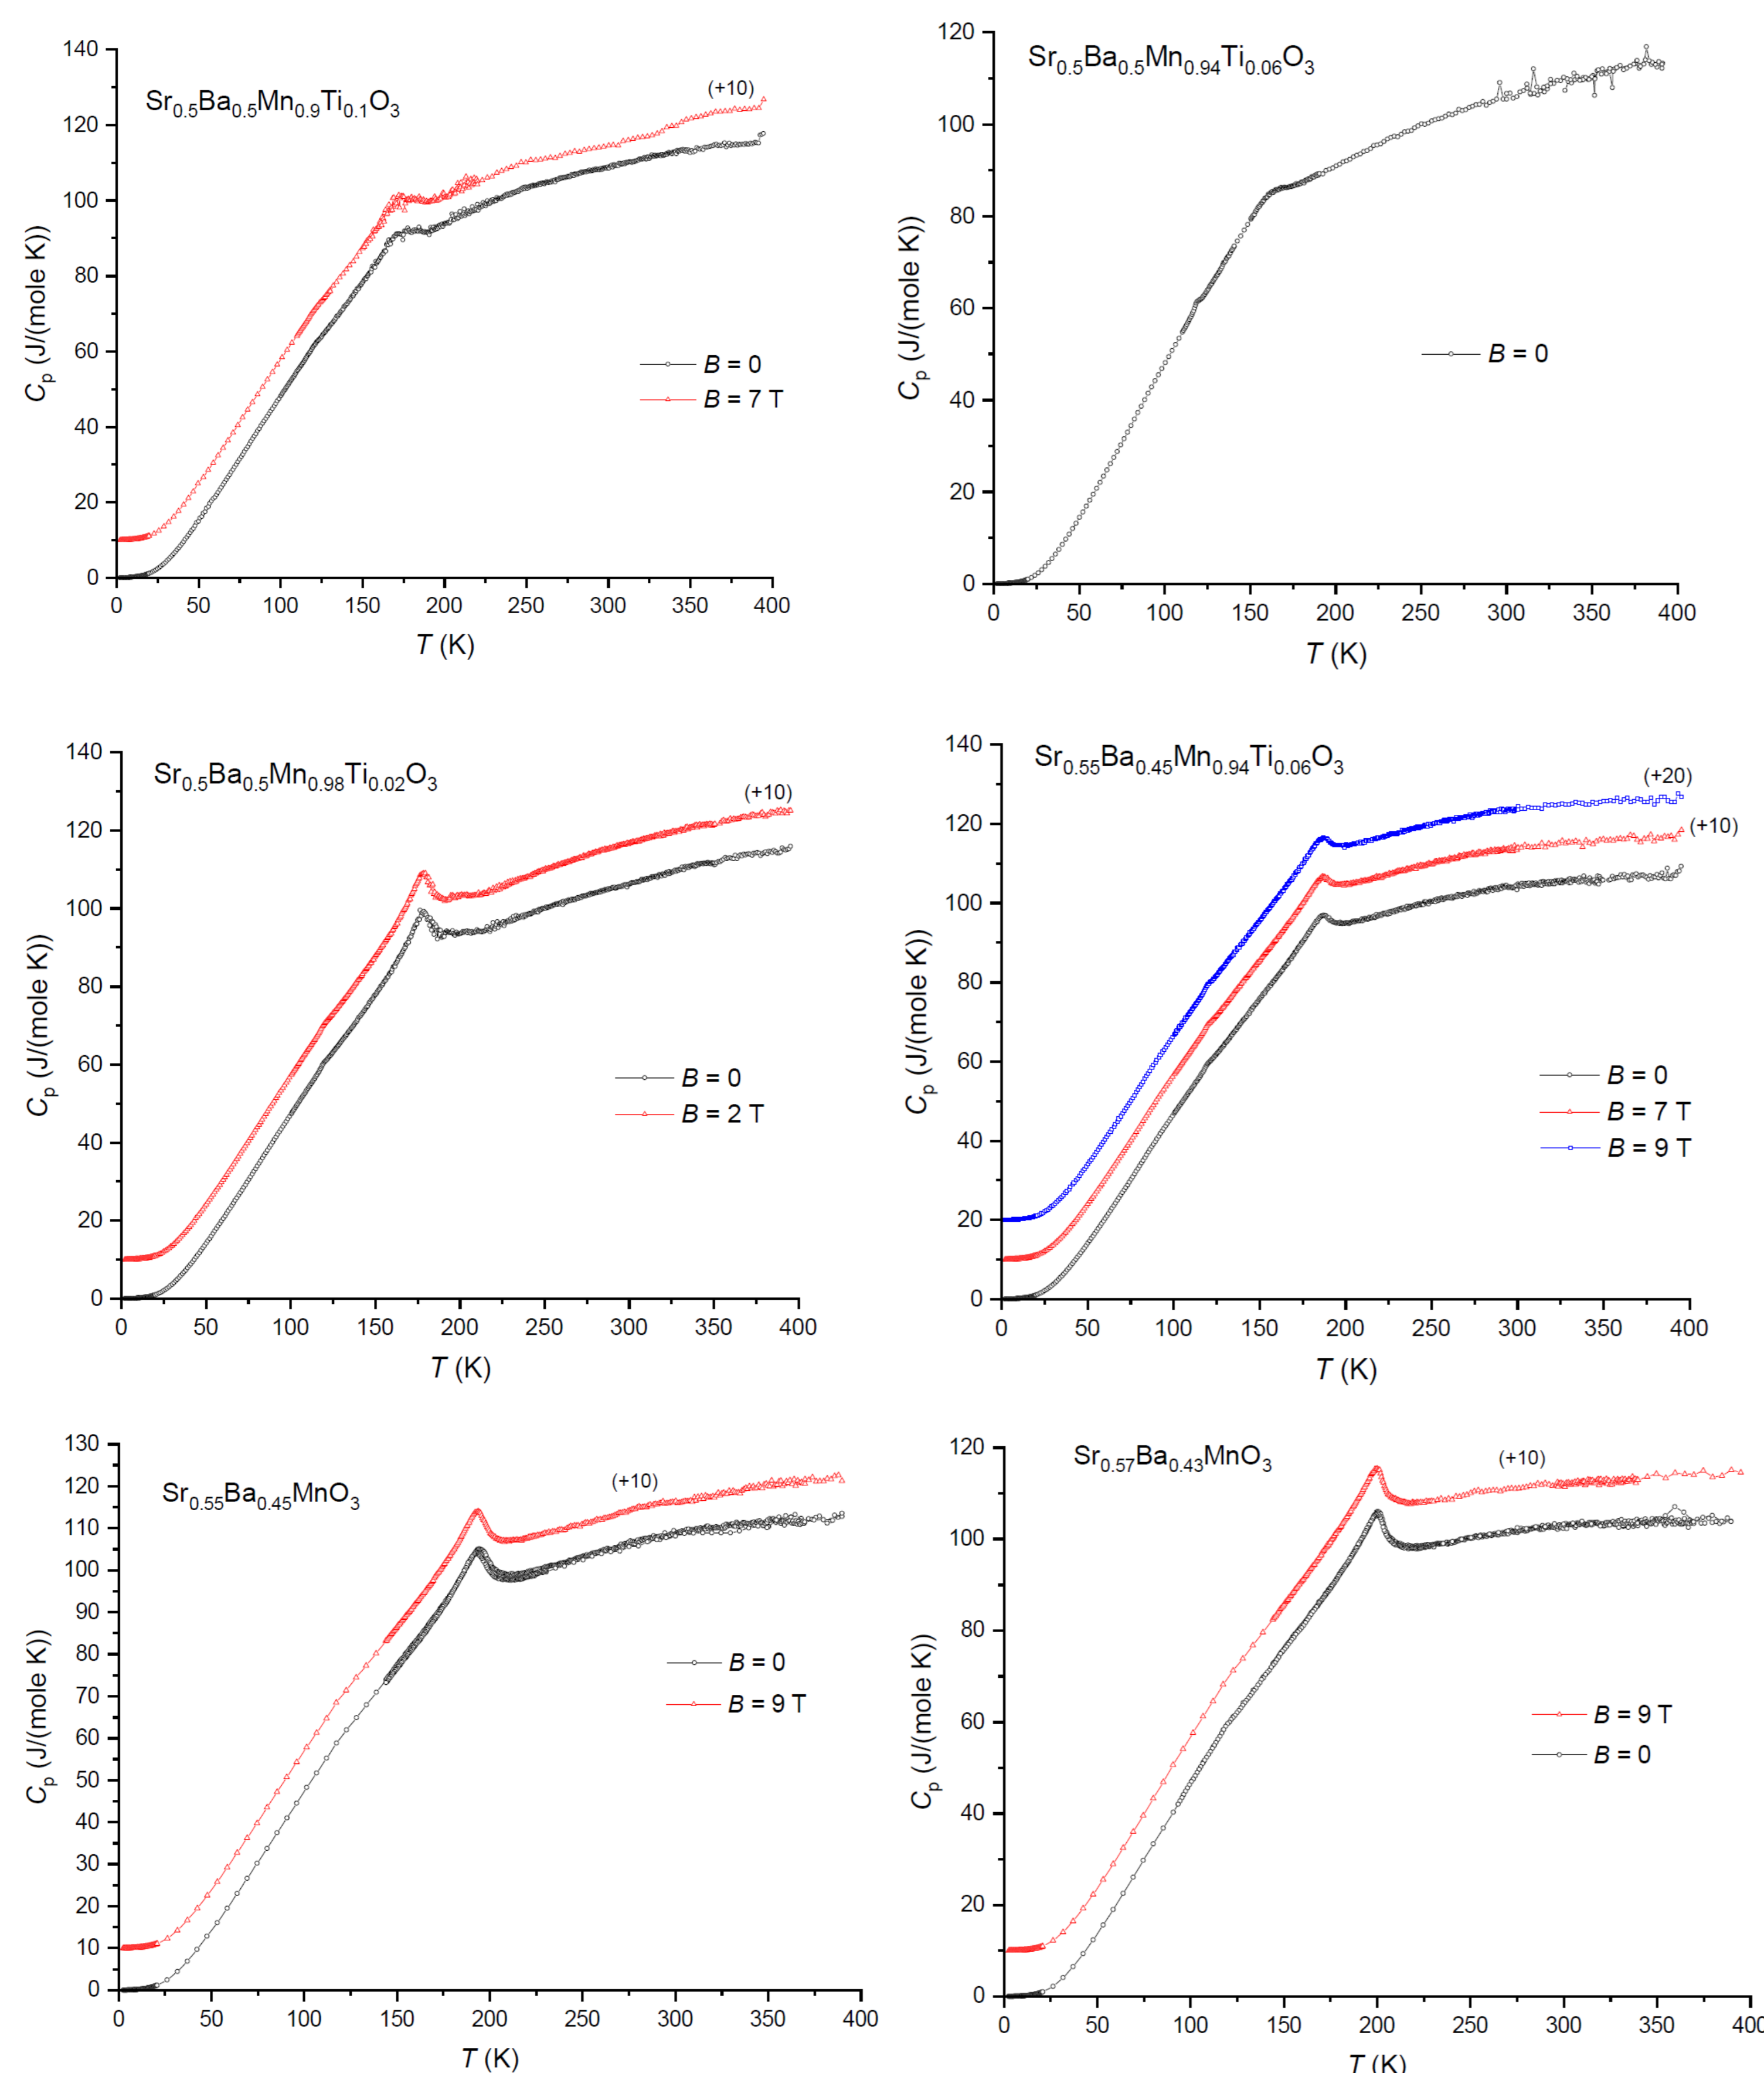 Sr0.5Ba0.5Mn0.9Ti0.1O3
(+10)
140
120
100
80
60
40
20
0
Cp (J/(mole K))
B = 0
B = 7 T
0 50 100 150 200 250 300 350 400
T (K)
Sr0.5Ba0.5Mn0.94Ti0.06O3
120
100
80
60
40
20
0
Cp (J/(mole K))
B = 0
0 50 100 150 200 250 300 350 400
T (K)
Sr0.5Ba0.5Mn0.98Ti0.02O3
(+10)
140
120
100
80
60
40
20
0
Cp (J/(mole K))
B = 0
B = 2 T
0 50 100 150 200 250 300 350 400
T (K)
Sr0.55Ba0.45Mn0.94Ti0.06O3
(+20)
(+10)
140
120
100
80
60
40
20
0
Cp (J/(mole K))
B = 0
B = 7 T
B = 9 T
0 50 100 150 200 250 300 350 400
T (K)
Sr0.55Ba0.45MnO3
(+10)
130
120
110
100
90
80
70
60
50
40
30
20
10
0
Cp (J/(mole K))
B = 0
B = 9 T
0 50 100 150 200 250 300 350 400
T (K)
Sr0.57Ba0.43MnO3
(+10)
120
100
80
60
40
20
0
Cp (J/(mole K))
B = 9 T
B = 0
0 50 100 150 200 250 300 350 400
T (K)